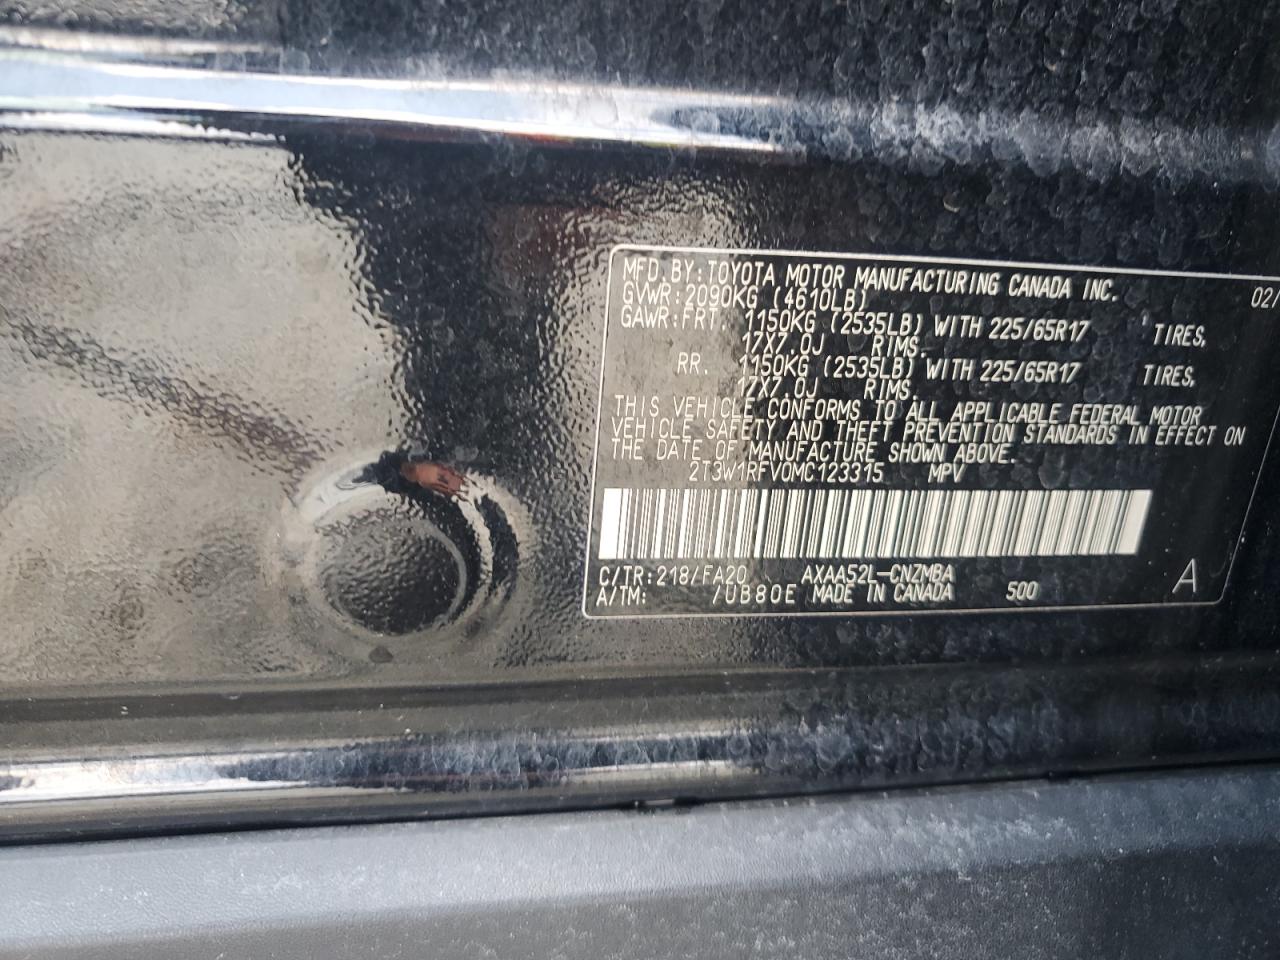 MFD. BY: TOYOTA MOTOR MANUFACTURING CANADA INC. 02/
GVWR: 2090KG (4610LB)
GAWR: FRT. 1150KG (2535LB) WITH 225/65R17 TIRES,
17X7.0J RIMS.
RR. 1150KG (2535LB) WITH 225/65R17 TIRES,
17X7.0J RIMS.
THIS VEHICLE CONFORMS TO ALL APPLICABLE FEDERAL MOTOR
VEHICLE SAFETY AND THEFT PREVENTION STANDARDS IN EFFECT ON
THE DATE OF MANUFACTURE SHOWN ABOVE.
2T3W1RFV0MC123315 MPV
C/TR: 218/FA20 AXAA52L-CNZMBA
A/TM: /UB80E MADE IN CANADA 500 A